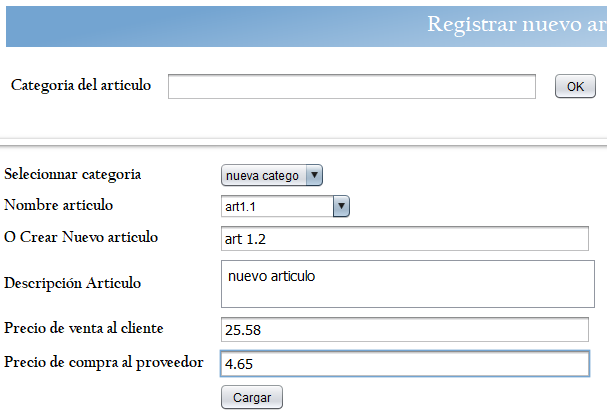 Registrar nuevo ar
Categoria del articulo OK
Selecionnar categoria nueva catego
Nombre articulo art1.1
O Crear Nuevo articulo art 1.2
Descripción Articulo nuevo articulo
Precio de venta al cliente 25.58
Precio de compra al proveedor 4.65
Cargar